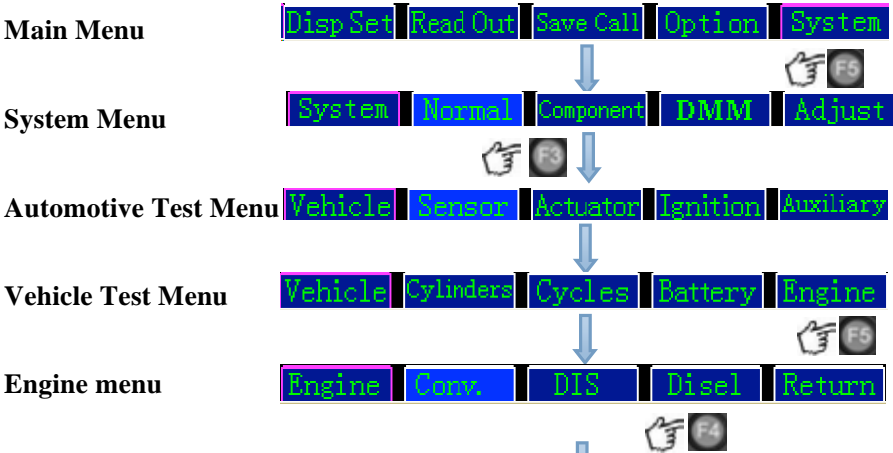 Main Menu Disp Set Read Out Save Call Option System
F5
System Menu System Normal Component DMM Adjust
F3
Automotive Test Menu Vehicle Sensor Actuator Ignition Auxiliary
Vehicle Test Menu Vehicle Cylinders Cycles Battery Engine
F5
Engine menu Engine Conv. DIS Disel Return
F4